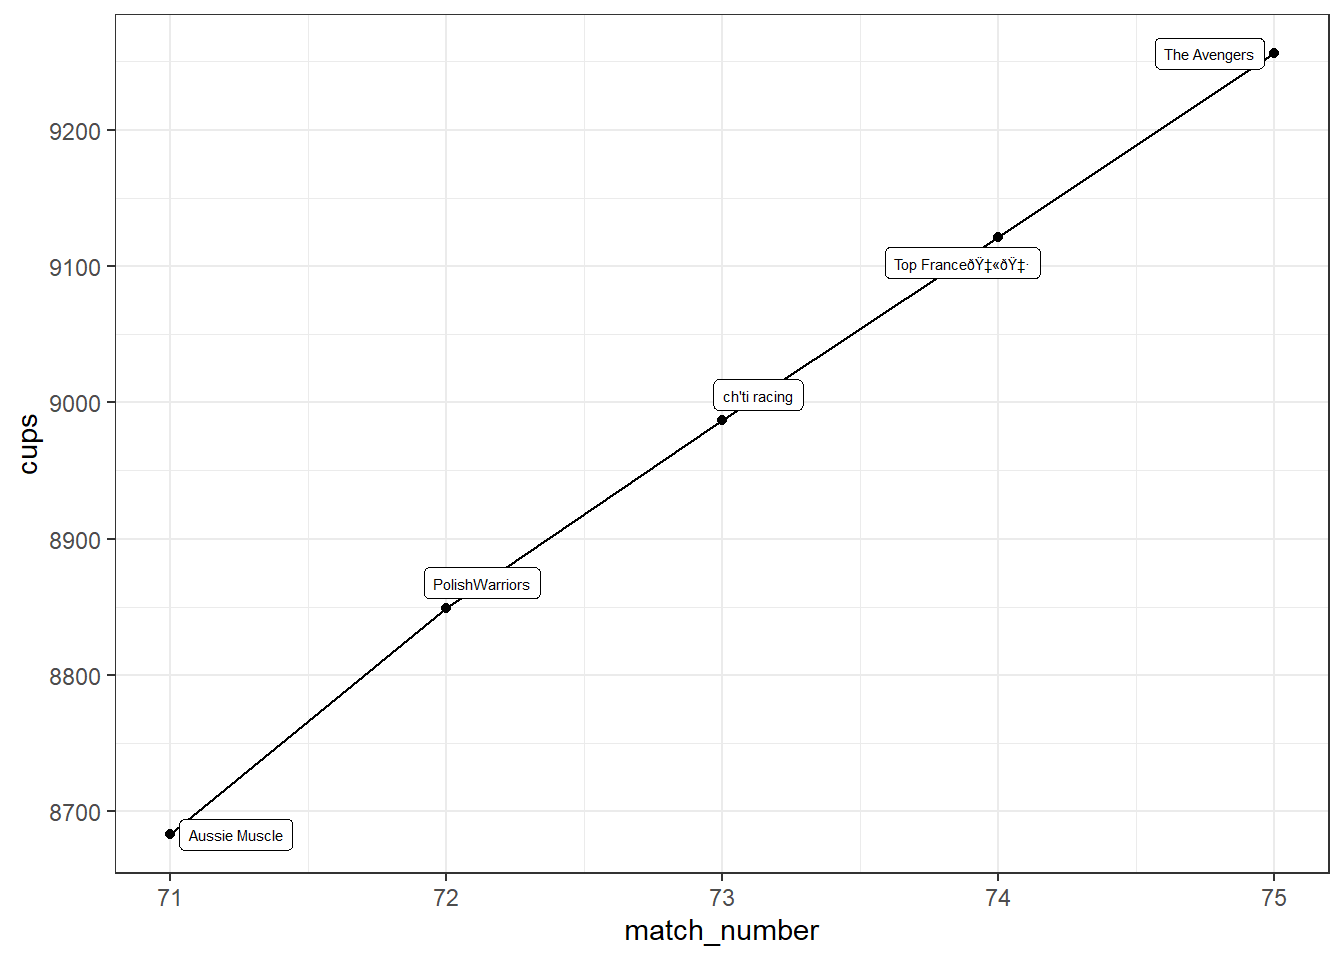 The Avengers
9200
Top FranceðŸ‡«ðŸ‡·
9100
ch'ti racing
9000
cups
8900
PolishWarriors
8800
8700
Aussie Muscle
71 72 73 74 75
match_number